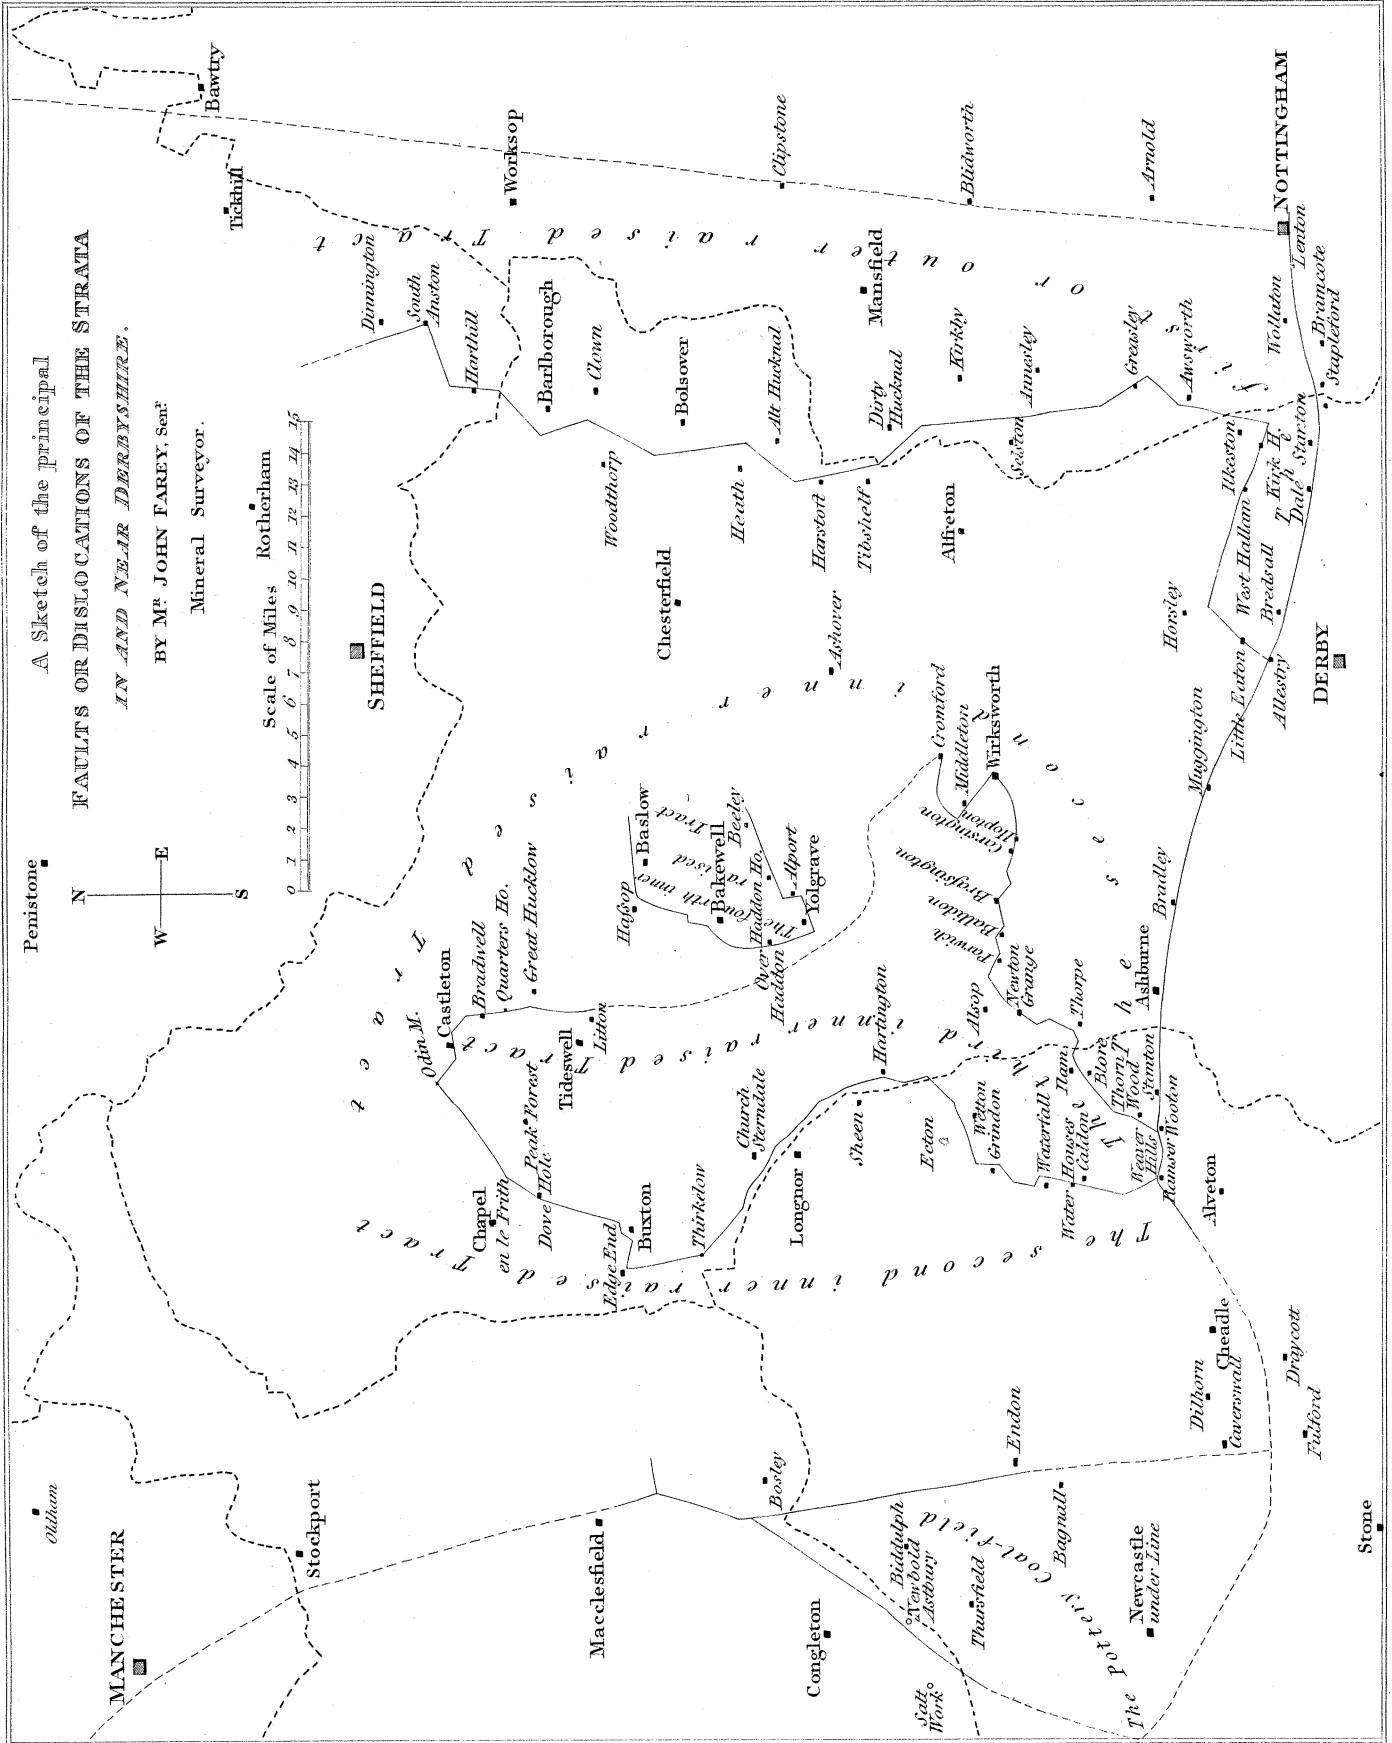 A Sketch of the principal
FAULTS OR DISLOCATIONS OF THE STRATA
IN AND NEAR DERBYSHIRE.
BY MR. JOHN FAREY, Senr.
Mineral Surveyor.
Scale of Miles
0 1 2 3 4 5 6 7 8 9 10 11 12 13 14 15
N
W E
S
MANCHESTER
Oldham
Stockport
Penistone
Rotherham
SHEFFIELD
Tickhill
Bawtry
Macclesfield
Congleton
Bosley
Chapel
en le Frith
Dove Hole
Peak Forest
Odin M.
Castleton
Bradwell
Quarters Ho.
Great Hucklow
Tideswell
Litton
Edge End
Buxton
Thirkelow
Church
Sterndale
Longnor
Haſsop
Baslow
Bakewell
Beeley
Haddon Ho.
Over
Haddon
Alport
Yolgrave
The fourth inner
raised Tract
Dinnington
South
Anston
Harthill
Worksop
Barlborough
Clown
Bolsover
Woodthorp
Chesterfield
Heath
Alt Hucknal
Clipstone
Harstoft
Tibshelf
Mansfield
Dirty
Hucknal
Kirkby
Blidworth
Ashover
Alfreton
Selston
Annesley
Arnold
Greasley
Awsworth
Ilkeston
Kirk H.
West Hallam
Horsley
Bredsall
Dale
Stanton
Wollaton
Lenton
NOTTINGHAM
Bramcote
Stapleford
Little Eaton
Allestry
DERBY
Muggington
Bradley
Ashburne
Cromford
Middleton
Wirksworth
Hopton
Carsington
Braſsington
Ballidon
Parwich
Newton
Grange
Alsop
Thorpe
Hartington
Sheen
Ecton
Wetton
Grindon
Waterfall
Water Houses
Caldon
Ilam
Blore
Thorn
Wood
Stanton
Wooton
Weaver
Hills
Ramser
Alveton
Cheadle
Dilhorn
Caverswall
Draycott
Fulford
Stone
Endon
Bagnall
Biddulph
Newbold
Astbury
Thursfield
Newcastle
under Line
Salt
Work
The Pottery Coal-field
The first or outer raised Tract
The second inner raised Tract
The third inner raised Tract